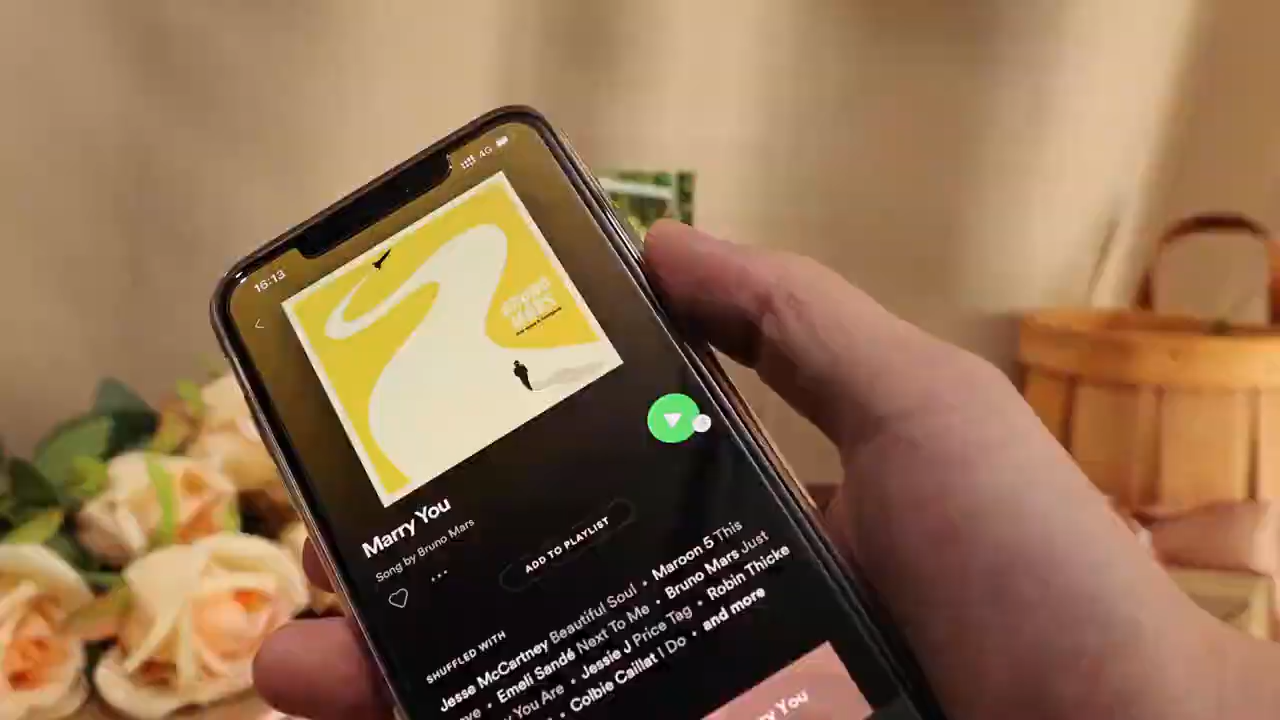 16:13
4G
BRUNO
MARS
Marry You
Song by Bruno Mars
ADD TO PLAYLIST
SHUFFLED WITH
Jesse McCartney Beautiful Soul • Maroon 5 This
Emeli Sandé Next To Me • Bruno Mars Just
You Are • Jessie J Price Tag • Robin Thicke
• Colbie Caillat I Do • and more
You